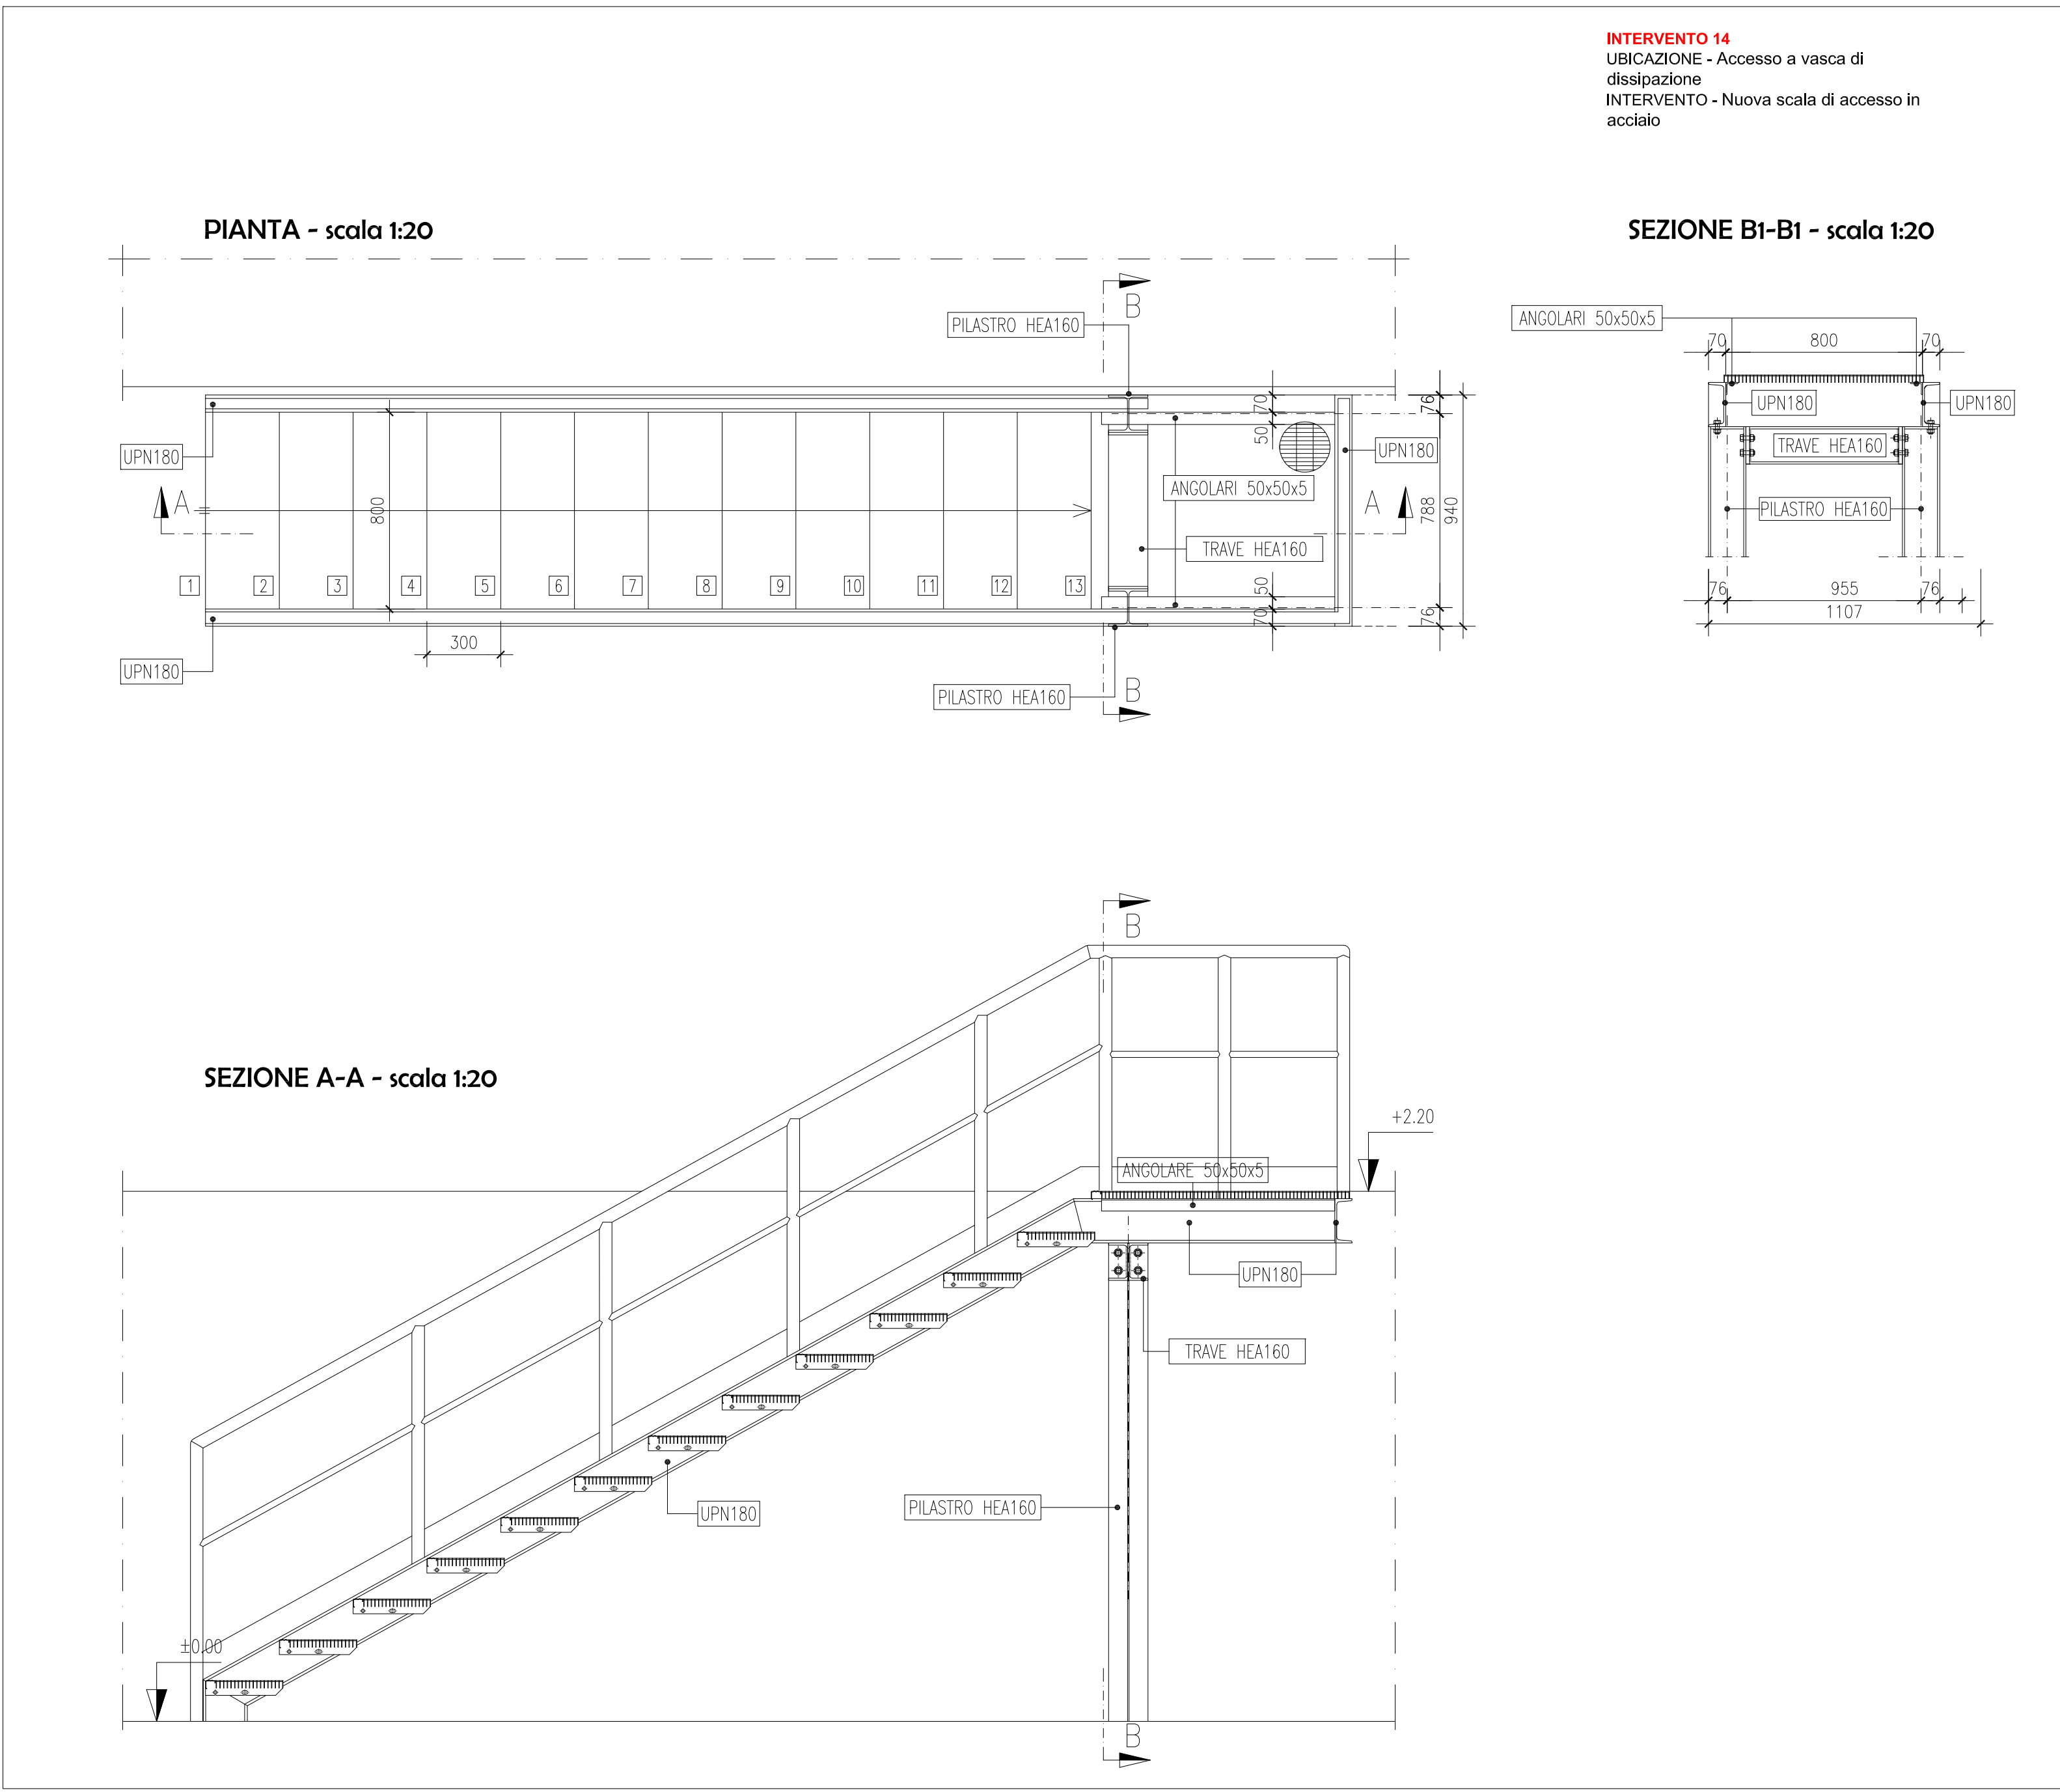 INTERVENTO 14
UBICAZIONE - Accesso a vasca di
dissipazione
INTERVENTO - Nuova scala di accesso in
acciaio
PIANTA - scala 1:20
SEZIONE B1-B1 - scala 1:20
B
PILASTRO HEA160
ANGOLARI 50x50x5
70
800
70
UPN180
UPN180
TRAVE HEA160
PILASTRO HEA160
76
955
76
1107
70
76
50
UPN180
UPN180
ANGOLARI 50x50x5
A
800
A
788
940
TRAVE HEA160
1
2
3
4
5
6
7
8
9
10
11
12
13
50
70
76
300
UPN180
PILASTRO HEA160
B
B
SEZIONE A-A - scala 1:20
+2.20
ANGOLARE 50x50x5
UPN180
TRAVE HEA160
UPN180
PILASTRO HEA160
±0.00
B